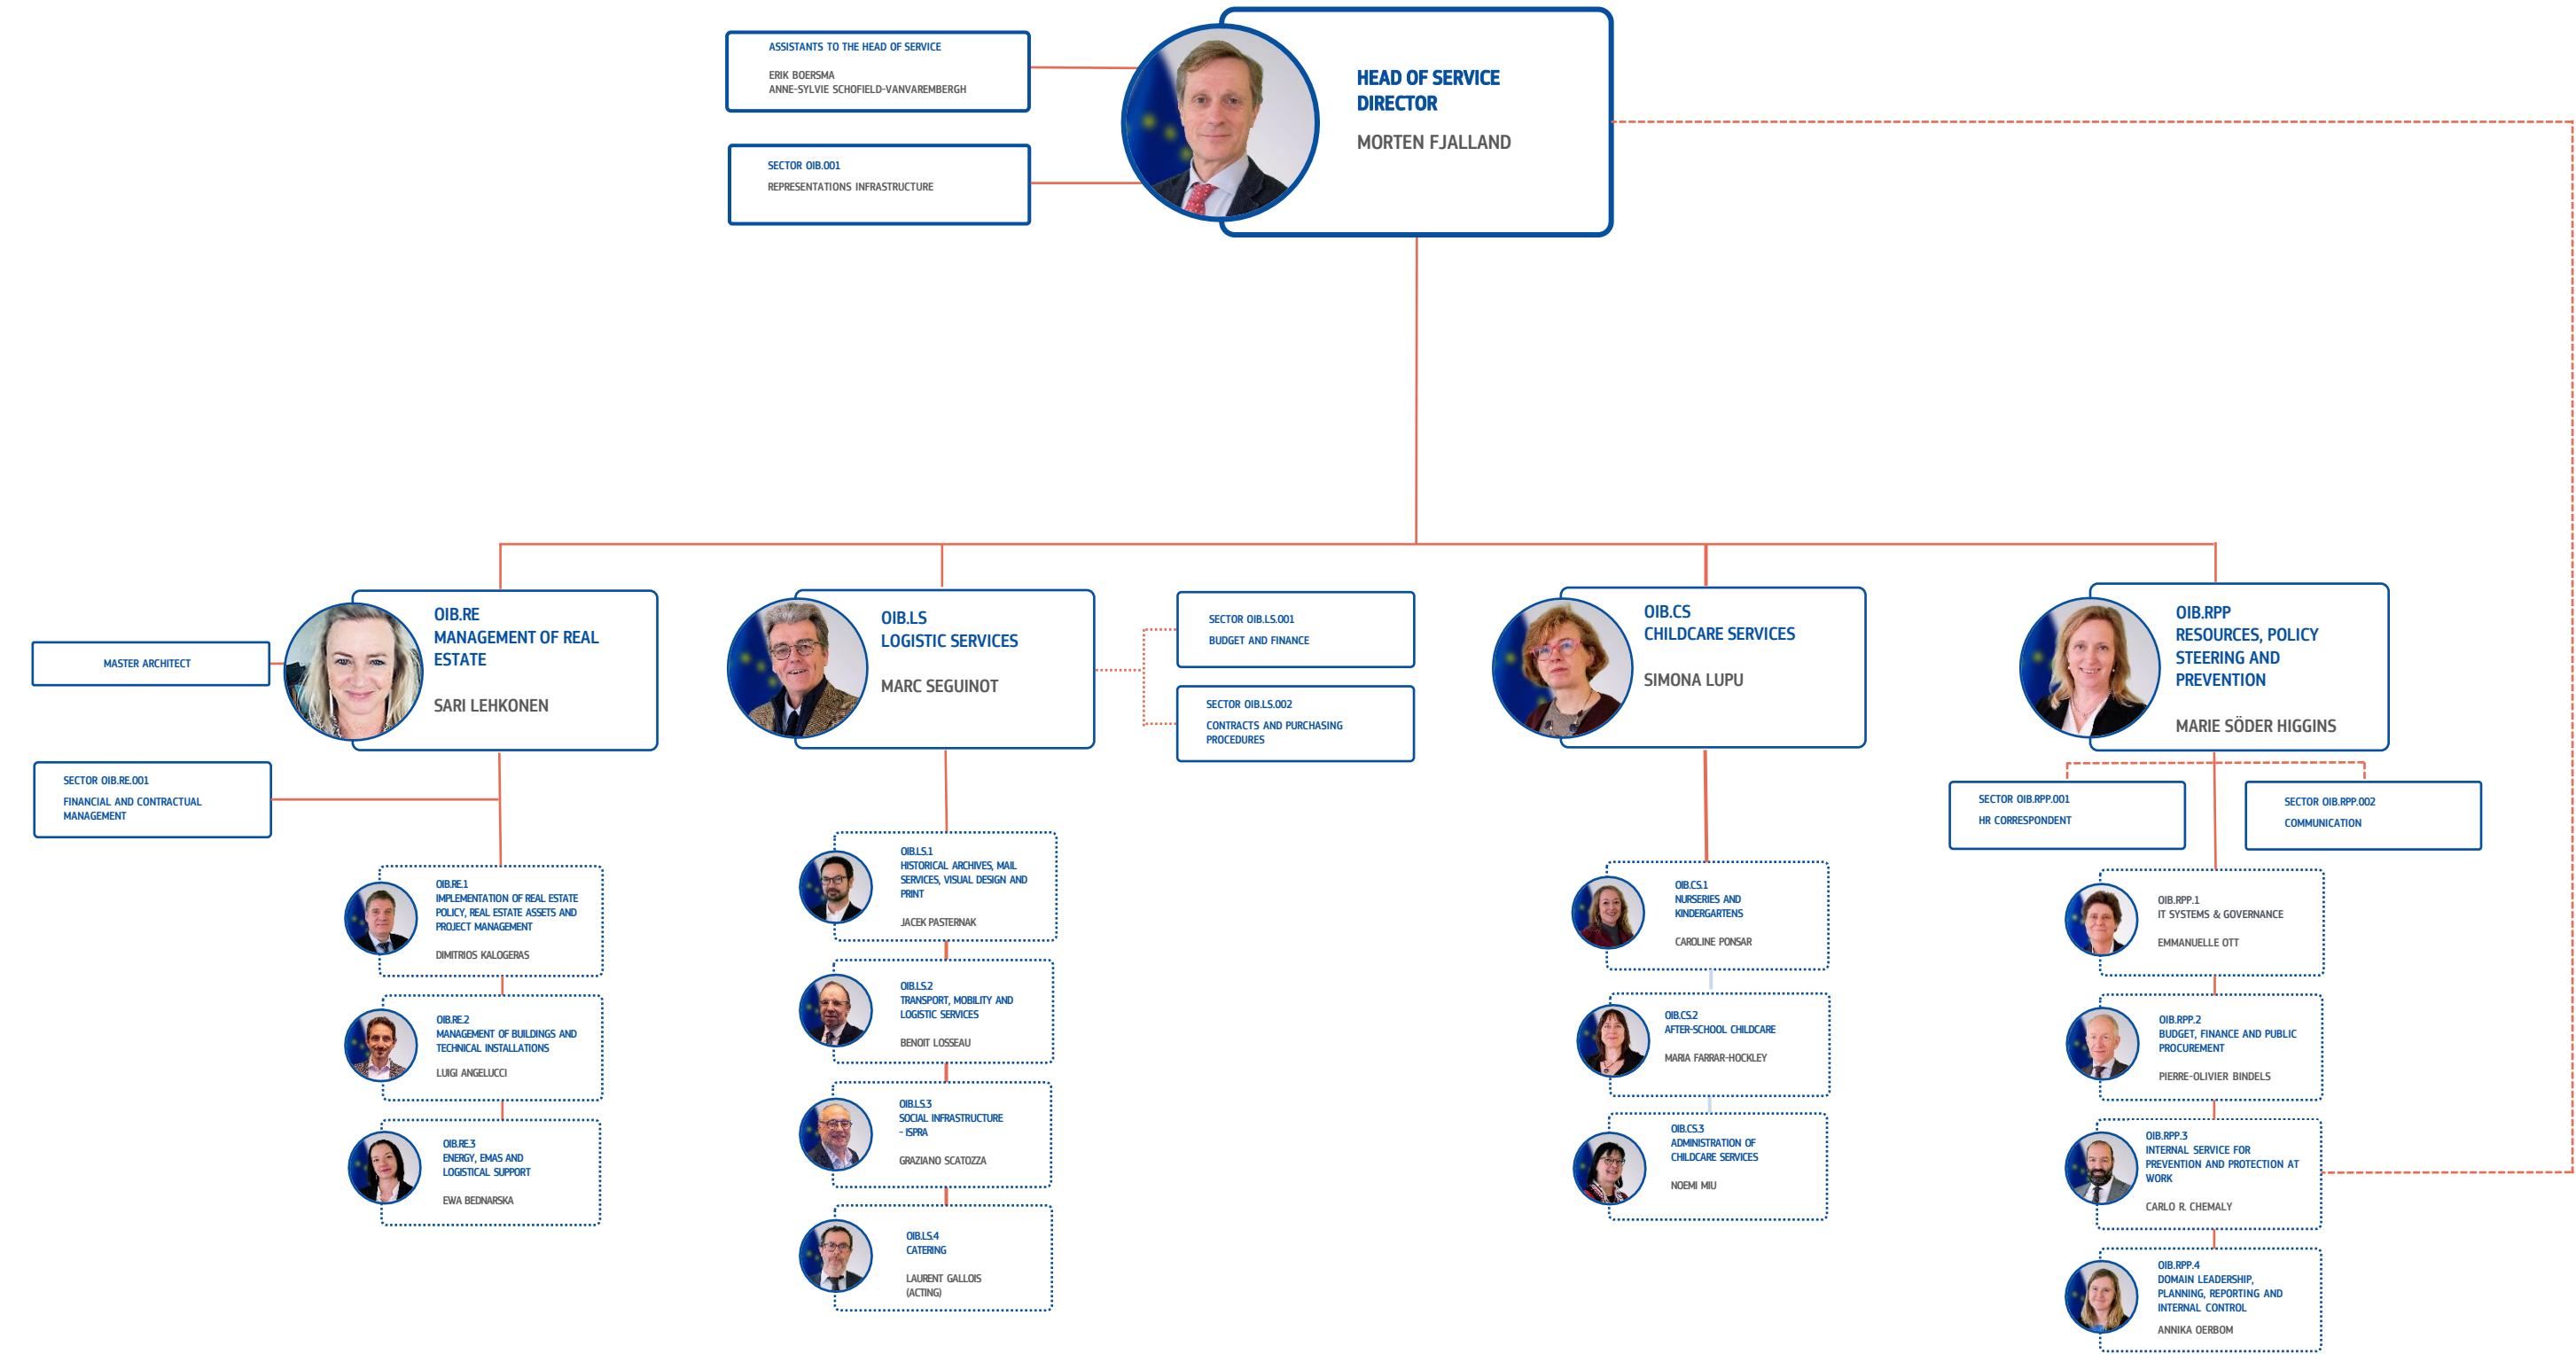 ASSISTANTS TO THE HEAD OF SERVICE
ERIK BOERSMA
ANNE-SYLVIE SCHOFIELD-VANVAREMBERGH
SECTOR OIB.001
REPRESENTATIONS INFRASTRUCTURE
HEAD OF SERVICE
DIRECTOR
MORTEN FJALLAND
MASTER ARCHITECT
OIB.RE
MANAGEMENT OF REAL
ESTATE
SARI LEHKONEN
SECTOR OIB.RE.001
FINANCIAL AND CONTRACTUAL
MANAGEMENT
OIB.RE.1
IMPLEMENTATION OF REAL ESTATE
POLICY, REAL ESTATE ASSETS AND
PROJECT MANAGEMENT
DIMITRIOS KALOGERAS
OIB.RE.2
MANAGEMENT OF BUILDINGS AND
TECHNICAL INSTALLATIONS
LUIGI ANGELUCCI
OIB.RE.3
ENERGY, EMAS AND
LOGISTICAL SUPPORT
EWA BEDNARSKA
OIB.LS
LOGISTIC SERVICES
MARC SEGUINOT
SECTOR OIB.LS.001
BUDGET AND FINANCE
SECTOR OIB.LS.002
CONTRACTS AND PURCHASING
PROCEDURES
OIB.LS.1
HISTORICAL ARCHIVES, MAIL
SERVICES, VISUAL DESIGN AND
PRINT
JACEK PASTERNAK
OIB.LS.2
TRANSPORT, MOBILITY AND
LOGISTIC SERVICES
BENOIT LOSSEAU
OIB.LS.3
SOCIAL INFRASTRUCTURE
- ISPRA
GRAZIANO SCATOZZA
OIB.LS.4
CATERING
LAURENT GALLOIS
(ACTING)
OIB.CS
CHILDCARE SERVICES
SIMONA LUPU
OIB.CS.1
NURSERIES AND
KINDERGARTENS
CAROLINE PONSAR
OIB.CS.2
AFTER-SCHOOL CHILDCARE
MARIA FARRAR-HOCKLEY
OIB.CS.3
ADMINISTRATION OF
CHILDCARE SERVICES
NOEMI MIU
OIB.RPP
RESOURCES, POLICY
STEERING AND
PREVENTION
MARIE SÖDER HIGGINS
SECTOR OIB.RPP.001
HR CORRESPONDENT
SECTOR OIB.RPP.002
COMMUNICATION
OIB.RPP.1
IT SYSTEMS & GOVERNANCE
EMMANUELLE OTT
OIB.RPP.2
BUDGET, FINANCE AND PUBLIC
PROCUREMENT
PIERRE-OLIVIER BINDELS
OIB.RPP.3
INTERNAL SERVICE FOR
PREVENTION AND PROTECTION AT
WORK
CARLO R. CHEMALY
OIB.RPP.4
DOMAIN LEADERSHIP,
PLANNING, REPORTING AND
INTERNAL CONTROL
ANNIKA OERBOM